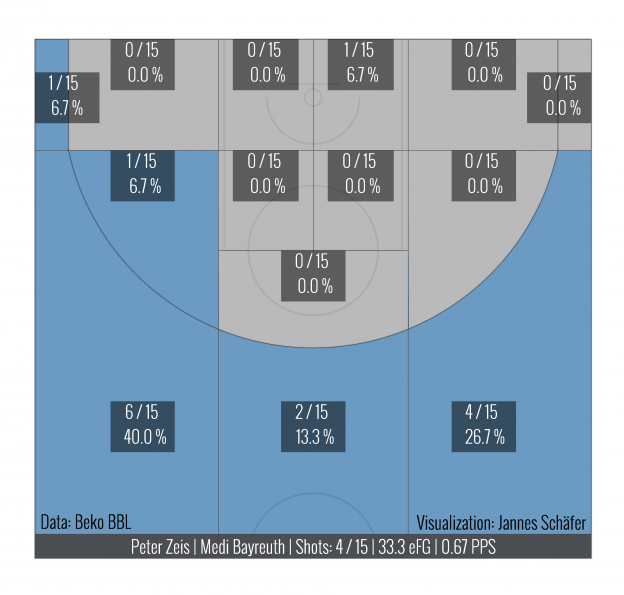 0 / 15
0.0 %
0 / 15
0.0 %
1 / 15
6.7 %
0 / 15
0.0 %
1 / 15
6.7 %
0 / 15
0.0 %
1 / 15
6.7 %
0 / 15
0.0 %
0 / 15
0.0 %
0 / 15
0.0 %
0 / 15
0.0 %
6 / 15
40.0 %
2 / 15
13.3 %
4 / 15
26.7 %
Data: Beko BBL
Visualization: Jannes Schäfer
Peter Zeis | Medi Bayreuth | Shots: 4 / 15 | 33.3 eFG | 0.67 PPS